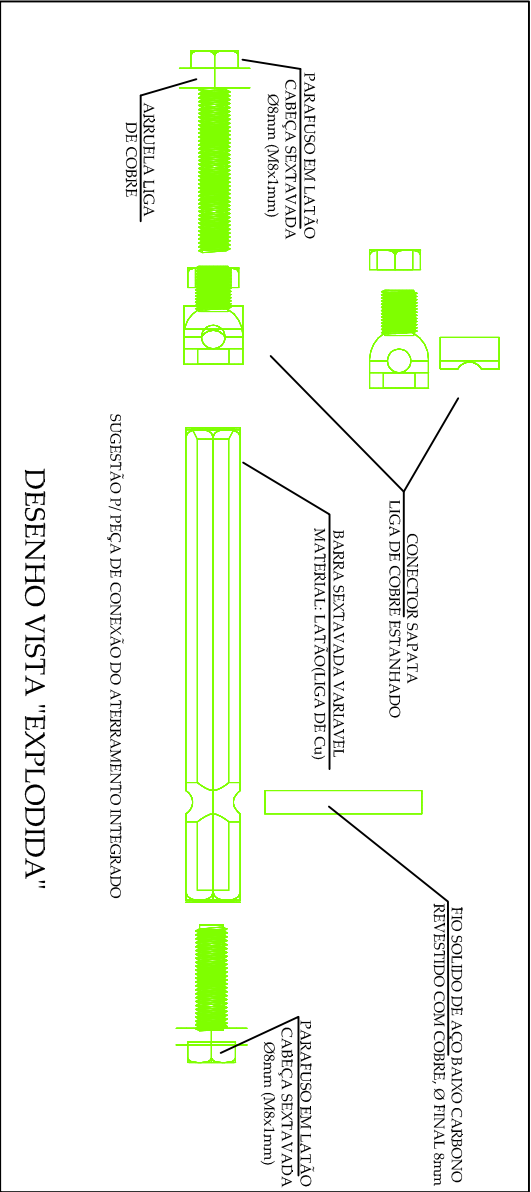 PARAFUSO EM LATÃO
CABEÇA SEXTAVADA
Ø8mm (M8x1mm)
ARRUELA LIGA
DE COBRE
CONECTOR SAPATA
LIGA DE COBRE ESTANHADO
BARRA SEXTAVADA VARIAVEL
MATERIAL: LATÃO(LIGA DE Cu)
FIO SOLIDO DE AÇO BAIXO CARBONO
REVESTIDO COM COBRE, Ø FINAL 8mm
PARAFUSO EM LATÃO
CABEÇA SEXTAVADA
Ø8mm (M8x1mm)
SUGESTÃO P/ PEÇA DE CONEXÃO DO ATERRAMENTO INTEGRADO
DESENHO VISTA "EXPLODIDA"